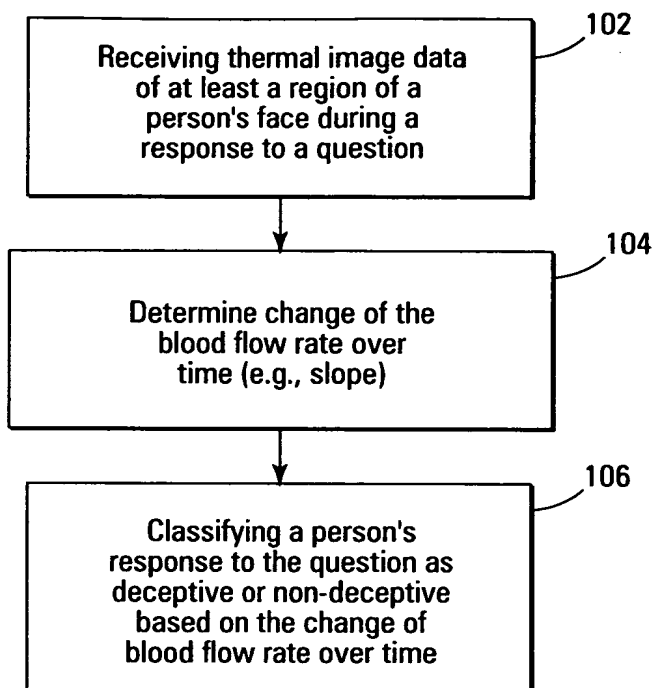 102
Receiving thermal image data
of at least a region of a
person's face during a
response to a question
104
Determine change of the
blood flow rate over
time (e.g., slope)
106
Classifying a person's
response to the question as
deceptive or non-deceptive
based on the change of
blood flow rate over time